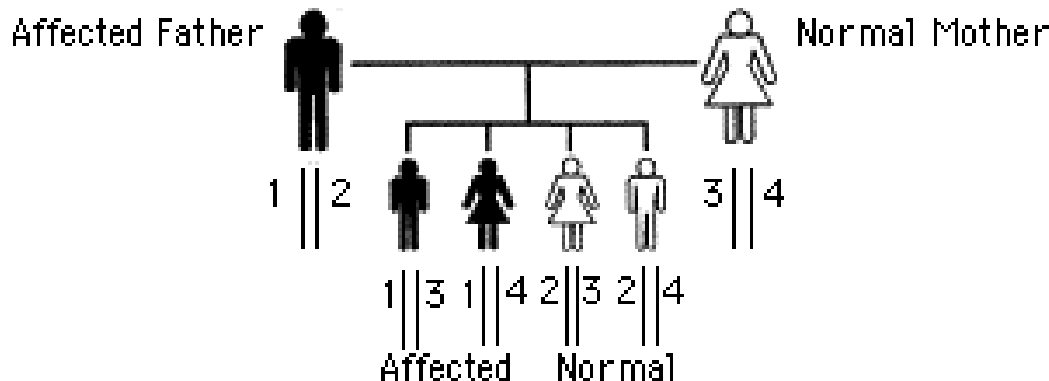 Affected Father
Normal Mother
1 2
3 4
1 3 1 4 2 3 2 4
Affected Normal